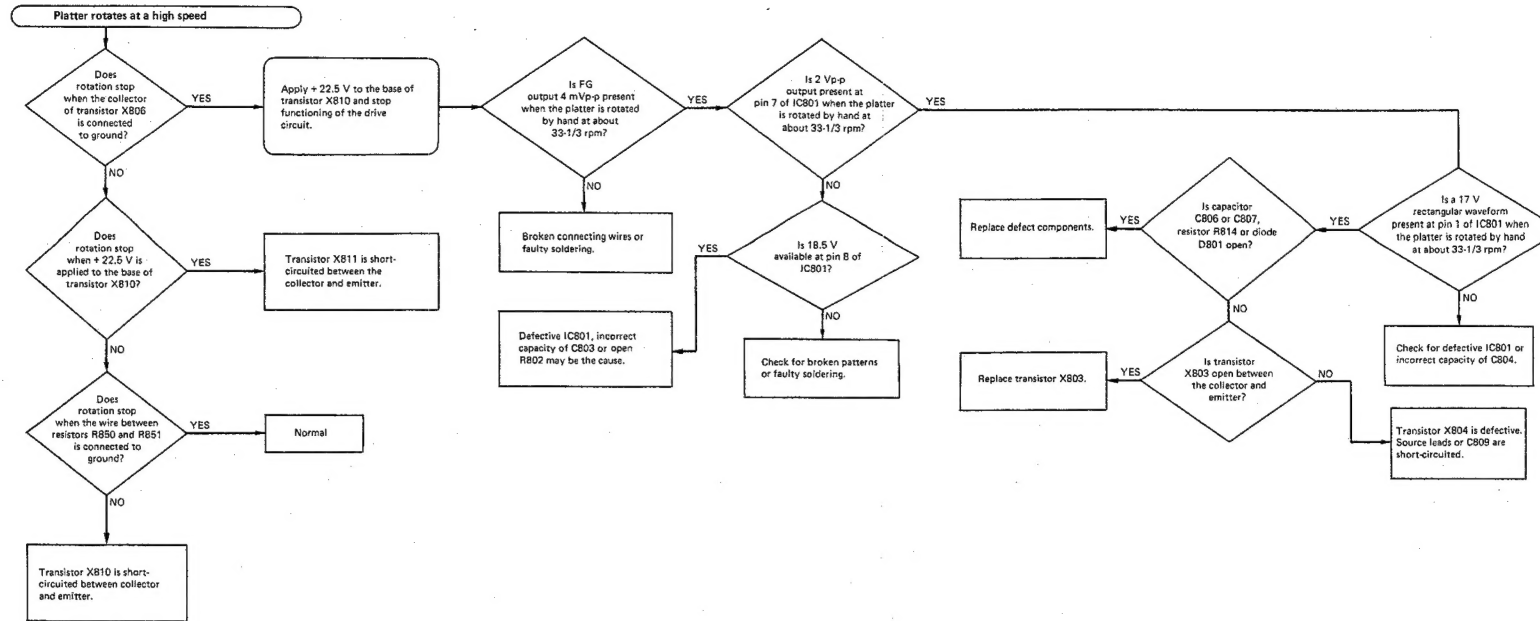 Platter rotates at a high speed
Does
rotation stop
when the collector
of transistor X806
is connected
to ground?
YES
Apply + 22.5 V to the base of
transistor X810 and stop
functioning of the drive
circuit.
Is FG
output 4 mVp-p present
when the platter is rotated
by hand at about
33-1/3 rpm?
YES
Is 2 Vp-p
output present at
pin 7 of IC801 when the platter
is rotated by hand at
about 33-1/3 rpm?
YES
NO
NO
NO
Does
rotation stop
when + 22.5 V is
applied to the base of
transistor X810?
YES
Transistor X811 is short-
circuited between the
collector and emitter.
Broken connecting wires or
faulty soldering.
YES
Is 18.5 V
available at pin 8 of
IC801?
Replace defect components.
YES
Is capacitor
C806 or C807,
resistor R814 or diode
D801 open?
YES
Is a 17 V
rectangular waveform
present at pin 1 of IC801 when
the platter is rotated by hand
at about 33-1/3 rpm?
NO
NO
NO
NO
Defective IC801, incorrect
capacity of C803 or open
R802 may be the cause.
Check for broken patterns
or faulty soldering.
Check for defective IC801 or
incorrect capacity of C804.
Does
rotation stop
when the wire between
resistors R850 and R851
is connected to
ground?
YES
Normal
Replace transistor X803.
YES
Is transistor
X803 open between
the collector and
emitter?
NO
Transistor X804 is defective.
Source leads or C809 are
short-circuited.
NO
Transistor X810 is short-
circuited between collector
and emitter.